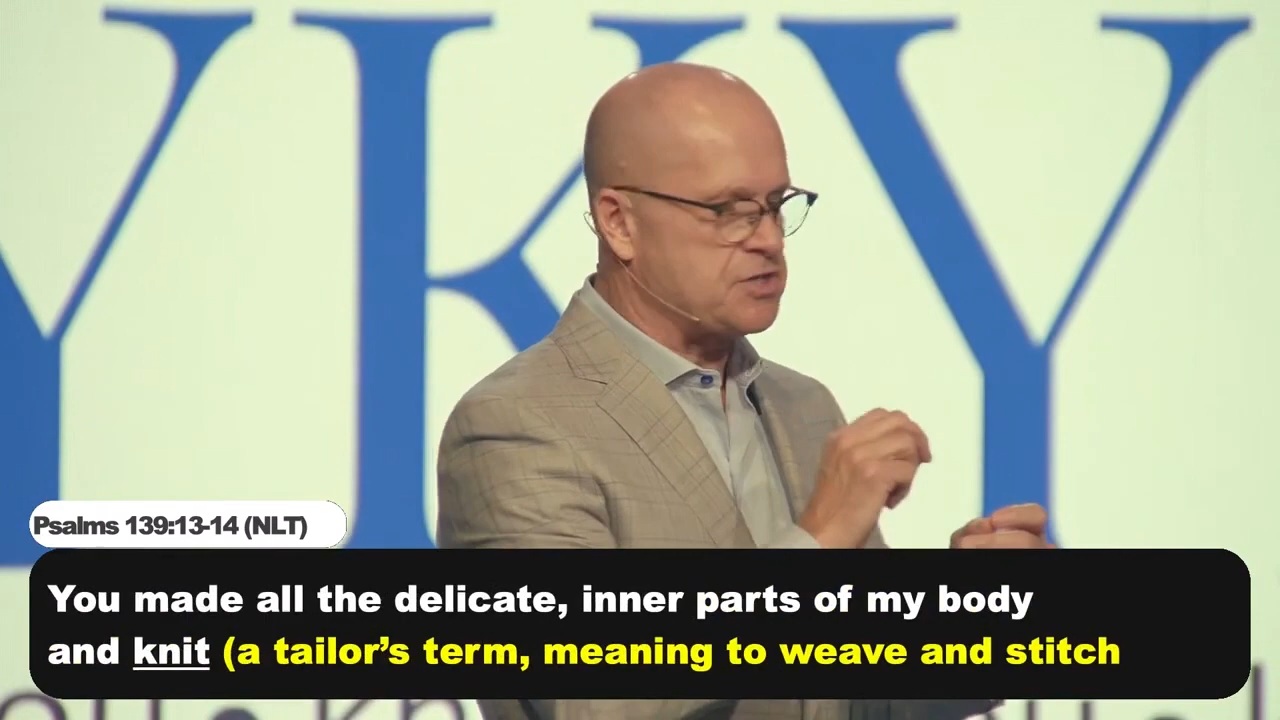 YKY
Psalms 139:13-14 (NLT)
You made all the delicate, inner parts of my body
and knit (a tailor’s term, meaning to weave and stitch